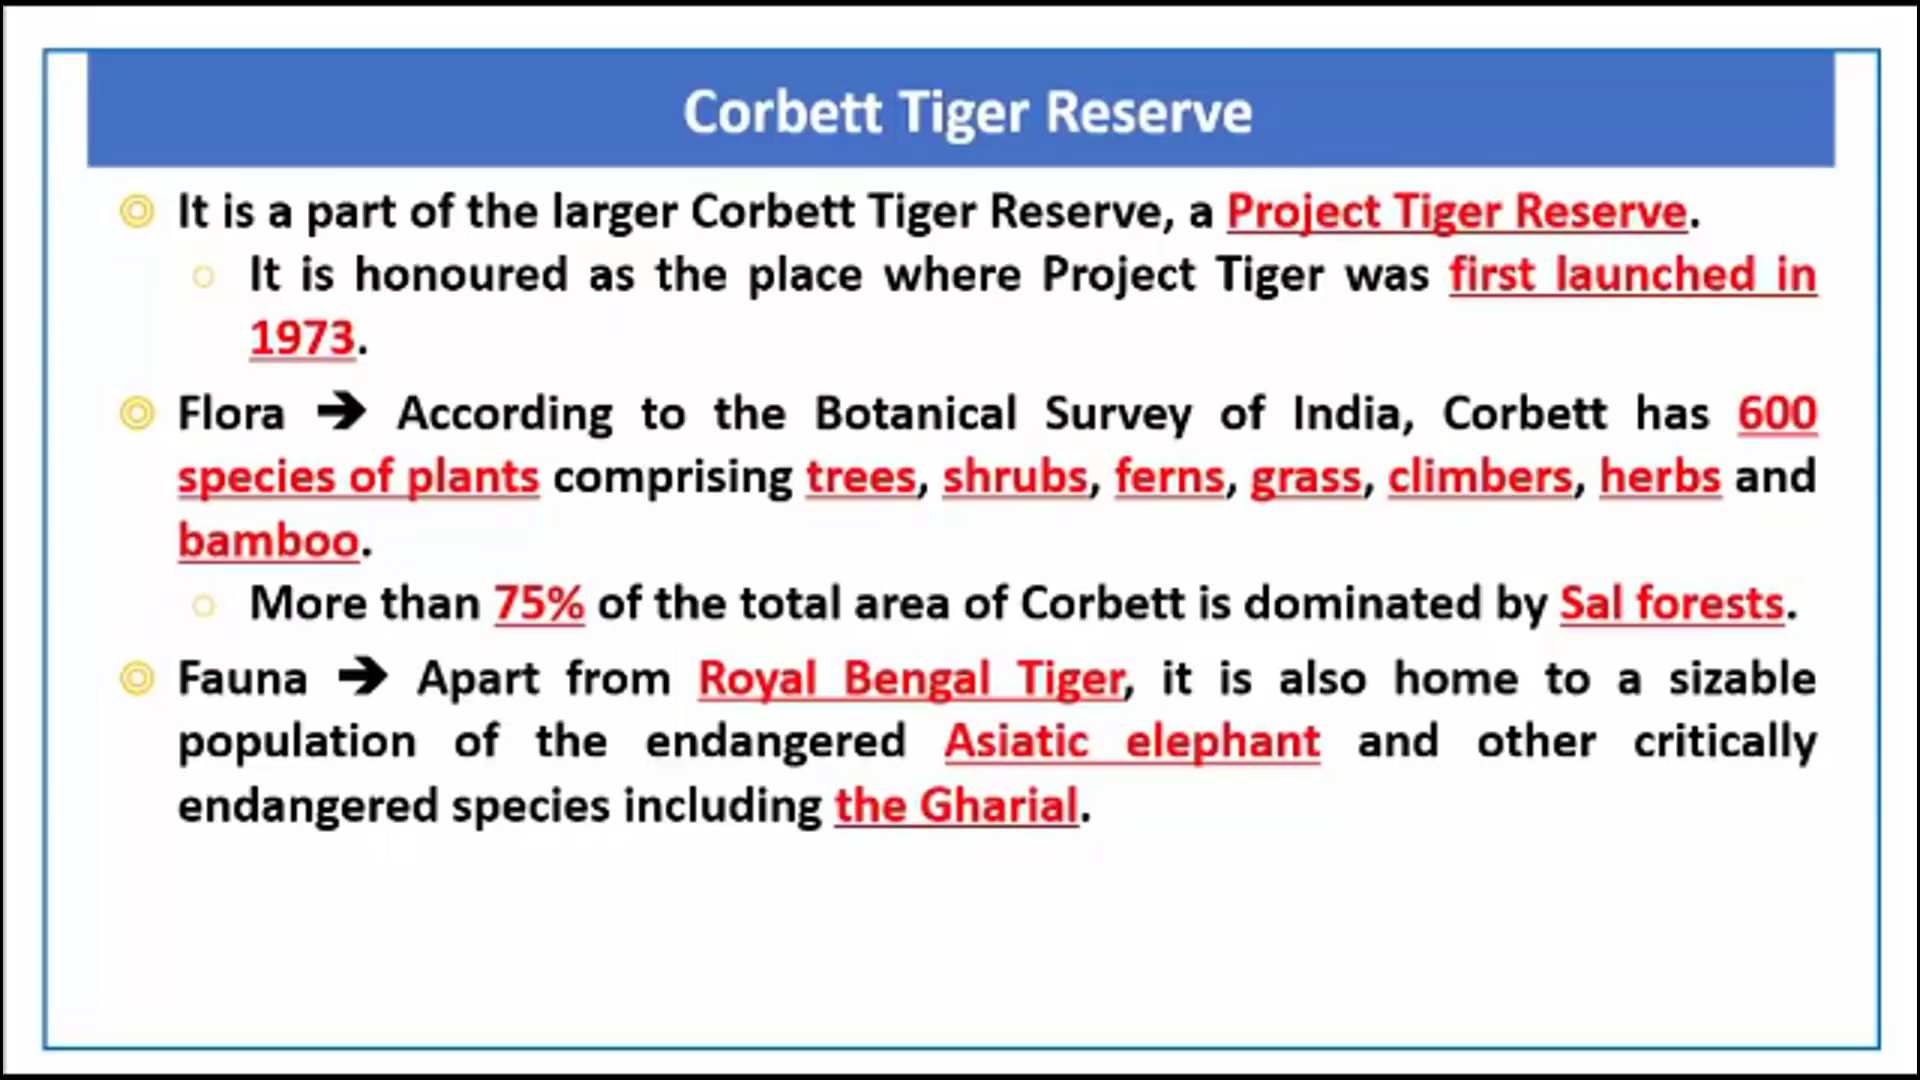 Corbett Tiger Reserve
It is a part of the larger Corbett Tiger Reserve, a Project Tiger Reserve.
It is honoured as the place where Project Tiger was first launched in
1973.
Flora ➔ According to the Botanical Survey of India, Corbett has 600
species of plants comprising trees, shrubs, ferns, grass, climbers, herbs and
bamboo.
More than 75% of the total area of Corbett is dominated by Sal forests.
Fauna ➔ Apart from Royal Bengal Tiger, it is also home to a sizable
population of the endangered Asiatic elephant and other critically
endangered species including the Gharial.